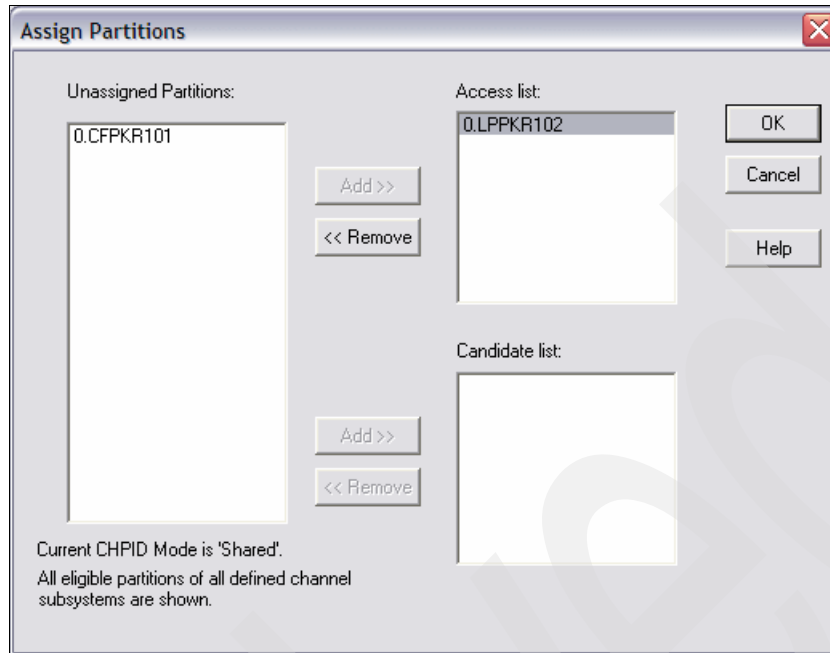 Assign Partitions
Unassigned Partitions:
0.CFPKR101
Add >>
<< Remove
Access list:
0.LPPKR102
OK
Cancel
Help
Candidate list:
Add >>
<< Remove
Current CHPID Mode is 'Shared'.
All eligible partitions of all defined channel
subsystems are shown.